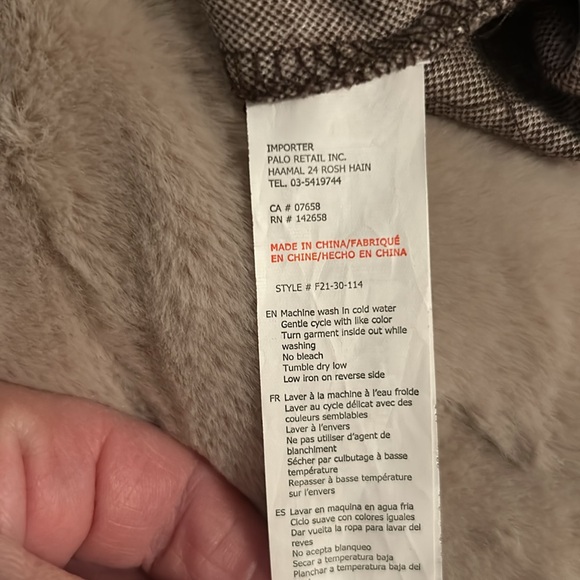 IMPORTER
PALO RETAIL INC.
HAAMAL 24 ROSH HAIN
TEL. 03-5419744
CA # 07658
RN # 142658
MADE IN CHINA/FABRIQUÉ
EN CHINE/HECHO EN CHINA
STYLE # F21-30-114
EN Machine wash in cold water
Gentle cycle with like color
Turn garment inside out while
washing
No bleach
Tumble dry low
Low iron on reverse side
FR Laver à la machine à l'eau froide
Laver au cycle délicat avec des
couleurs semblables
Laver à l'envers
Ne pas utiliser d'agent de
blanchiment
Sécher par culbutage à basse
température
Repasser à basse température
sur l'envers
ES Lavar en maquina en agua fria
Ciclo suave con colores iguales
Dar vuelta la ropa para lavar del
reves
No acepta blanqueo
Secar a temperatura baja
Planchar a temperatura baja del